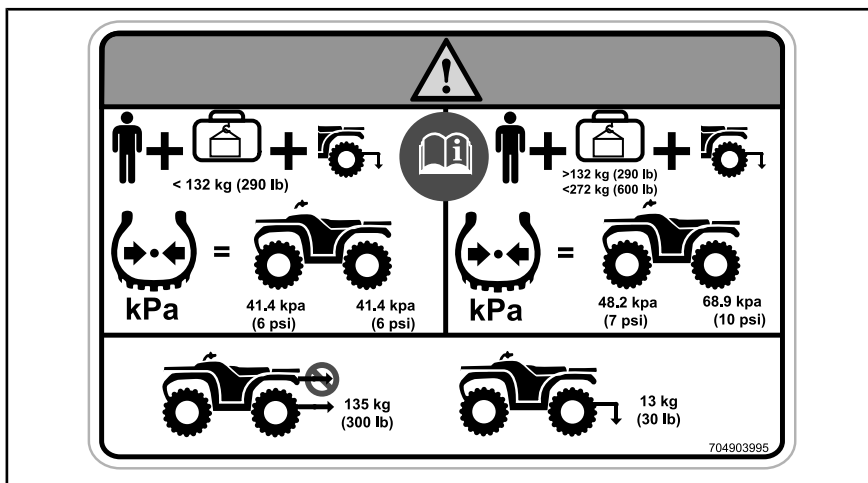 !
i
< 132 kg (290 lb)
>132 kg (290 lb)
<272 kg (600 lb)
kPa
=
41.4 kpa
(6 psi)
41.4 kpa
(6 psi)
kPa
=
48.2 kpa
(7 psi)
68.9 kpa
(10 psi)
135 kg
(300 lb)
13 kg
(30 lb)
704903995